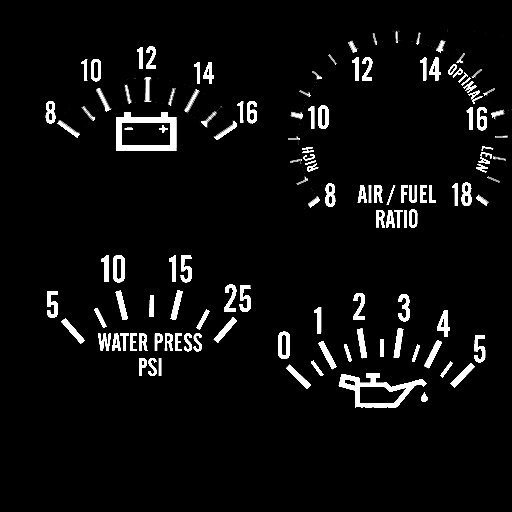 8 10 12 14 16
8 10 12 14 16 18
RICH OPTIMAL LEAN
AIR / FUEL
RATIO
5 10 15 25
WATER PRESS
PSI
0 1 2 3 4 5